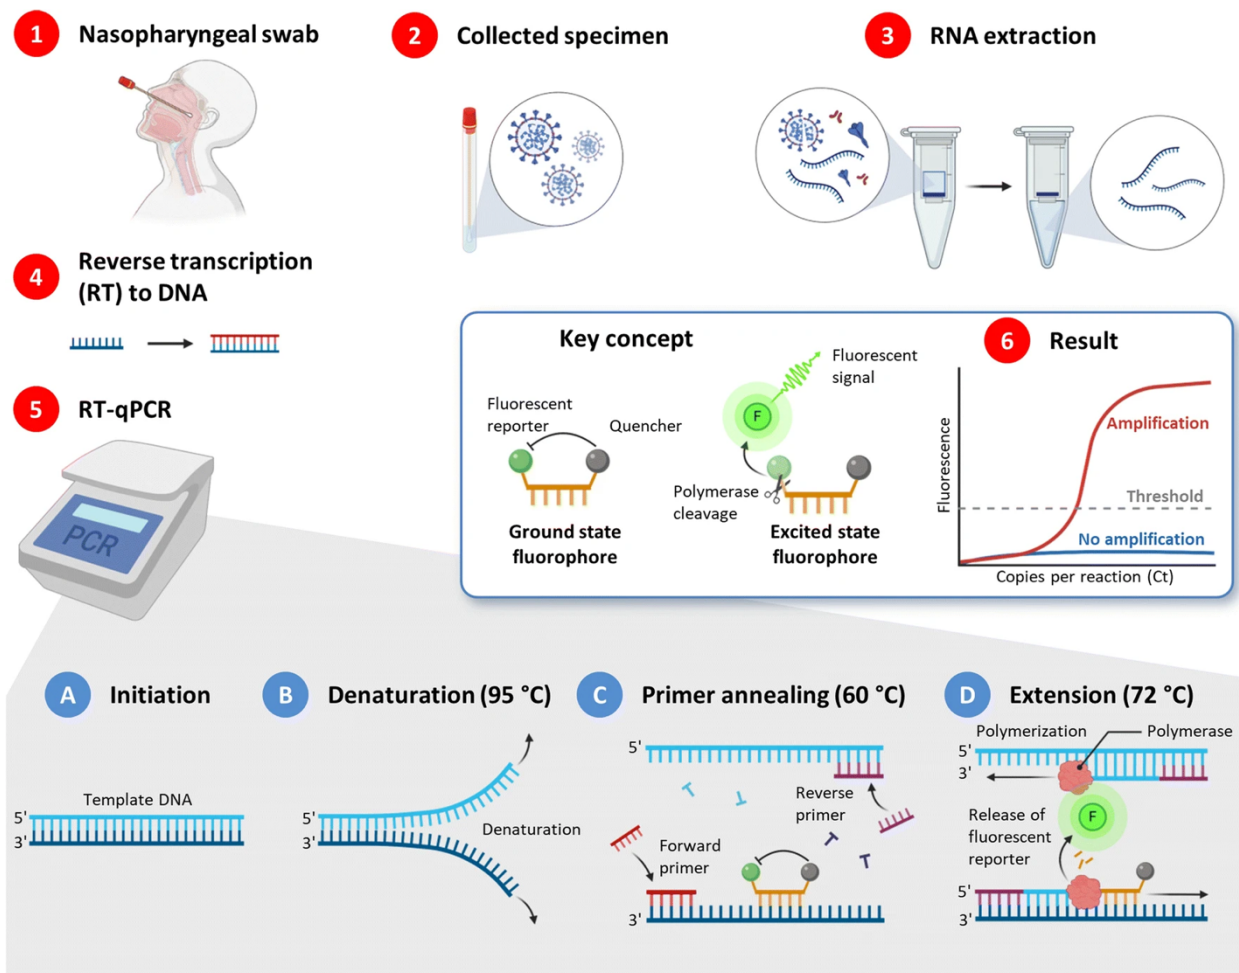 1 Nasopharyngeal swab
2 Collected specimen
3 RNA extraction
4 Reverse transcription
(RT) to DNA
5 RT-qPCR
PCR
Key concept
Fluorescent
reporter
Quencher
Ground state
fluorophore
Fluorescent
signal
F
Polymerase
cleavage
Excited state
fluorophore
6 Result
Fluorescence
Amplification
Threshold
No amplification
Copies per reaction (Ct)
A Initiation
Template DNA
5'
3'
B Denaturation (95 °C)
5'
3'
Denaturation
C Primer annealing (60 °C)
5'
Reverse
primer
Forward
primer
3'
D Extension (72 °C)
Polymerization
Polymerase
5'
3'
Release of
fluorescent
reporter
F
5'
3'